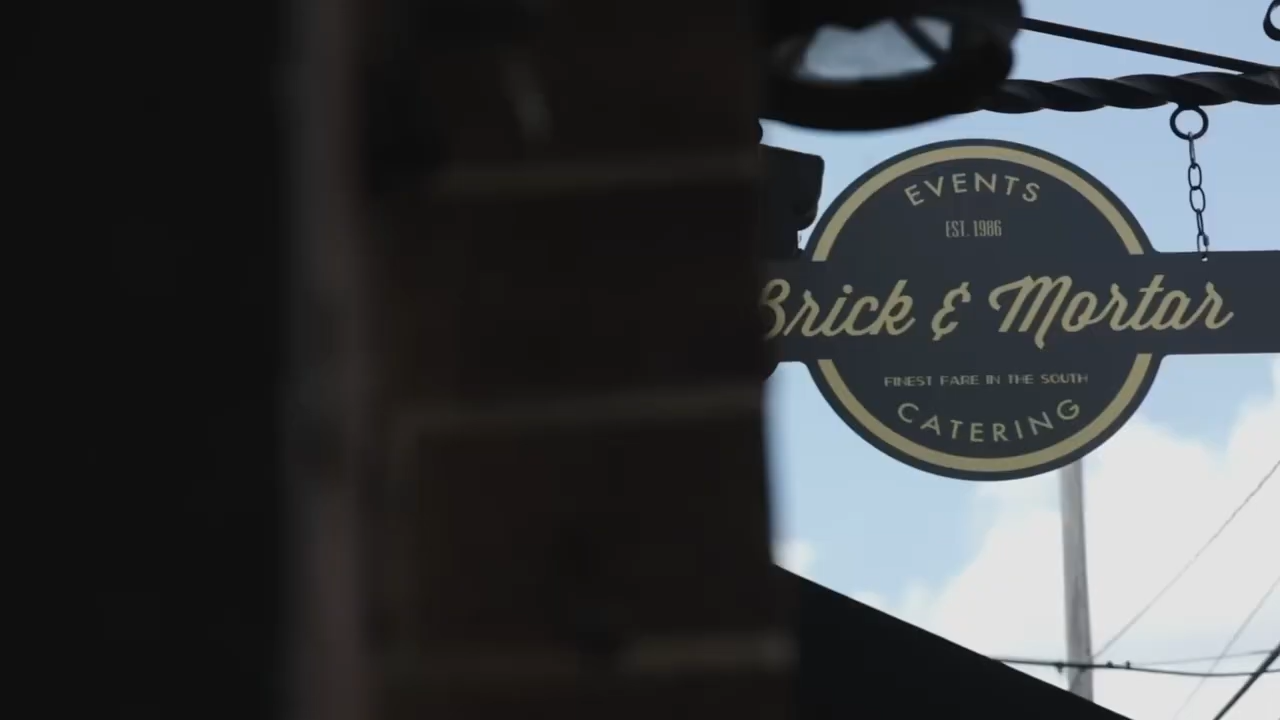 EVENTS
EST. 1986
Brick & Mortar
FINEST FARE IN THE SOUTH
CATERING